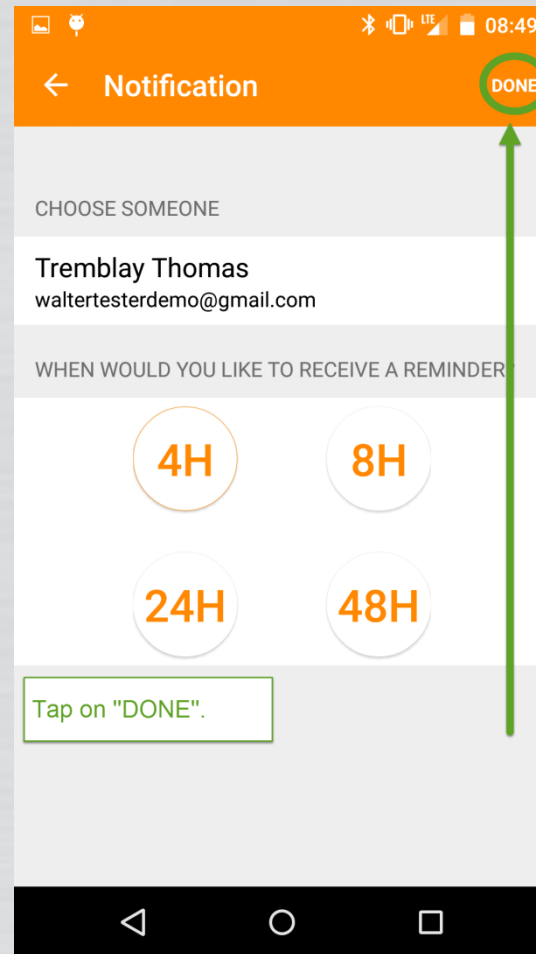 LTE 08:49
Notification DONE
CHOOSE SOMEONE
Tremblay Thomas
waltertesterdemo@gmail.com
WHEN WOULD YOU LIKE TO RECEIVE A REMINDER?
4H 8H
24H 48H
Tap on "DONE".